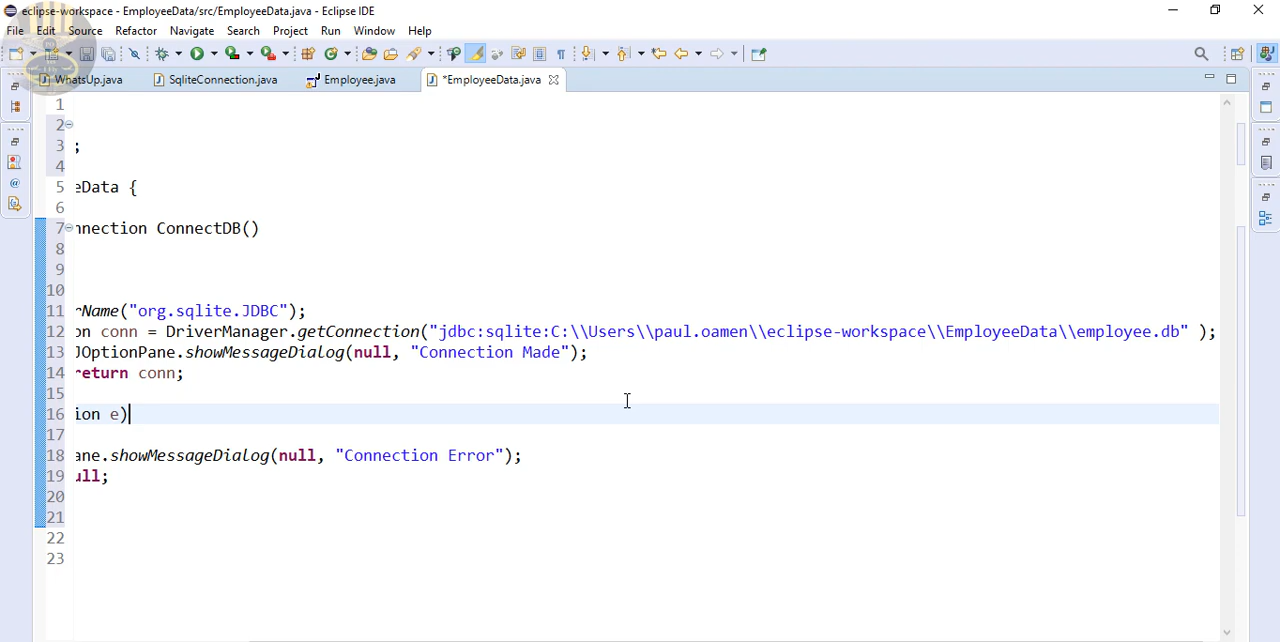 eclipse-workspace - EmployeeData/src/EmployeeData.java - Eclipse IDE
File Edit Source Refactor Navigate Search Project Run Window Help
WhatsUp.java SqliteConnection.java Employee.java *EmployeeData.java
1
2
3 ;
4
5 eData {
6
7 nnection ConnectDB()
8
9
10
11 rName("org.sqlite.JDBC");
12 on conn = DriverManager.getConnection("jdbc:sqlite:C:\\Users\\paul.oamen\\eclipse-workspace\\EmployeeData\\employee.db" );
13 JOptionPane.showMessageDialog(null, "Connection Made");
14 return conn;
15
16 ion e)
17
18 ane.showMessageDialog(null, "Connection Error");
19 ull;
20
21
22
23